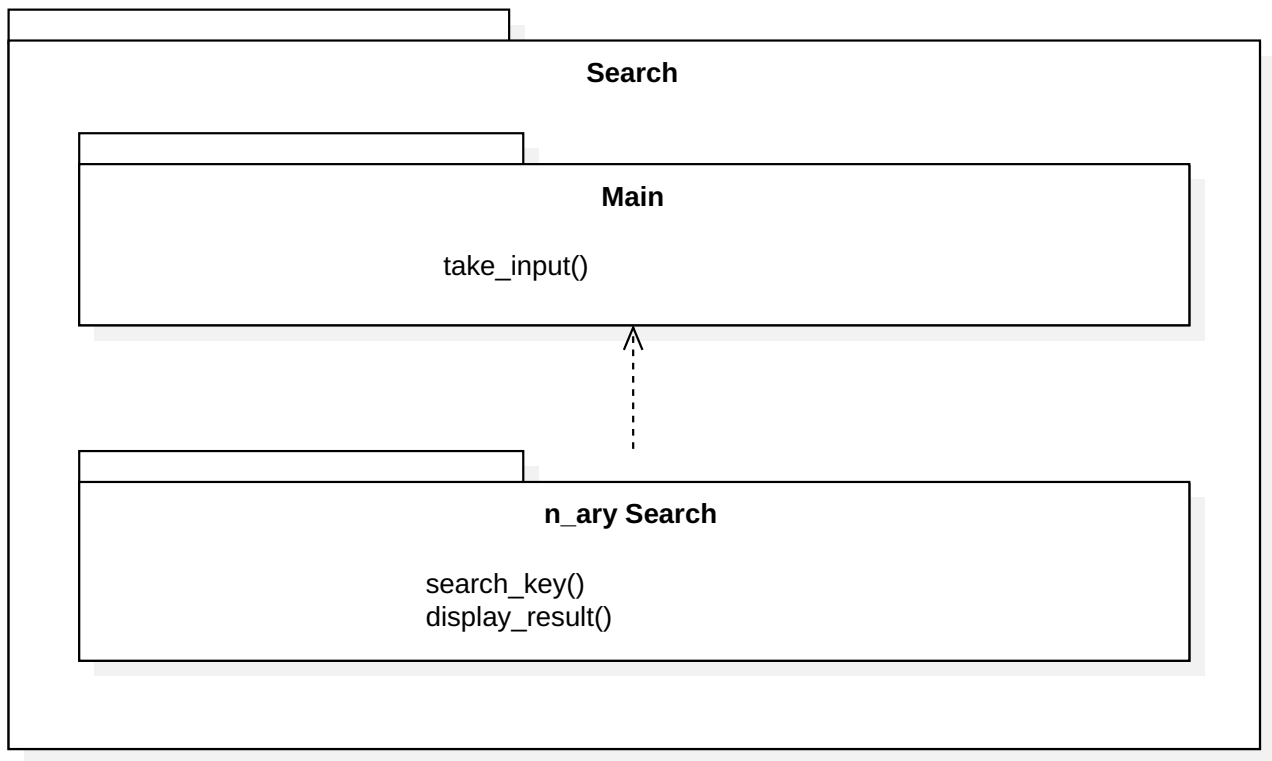 Search
Main
take_input()
n_ary Search
search_key()
display_result()